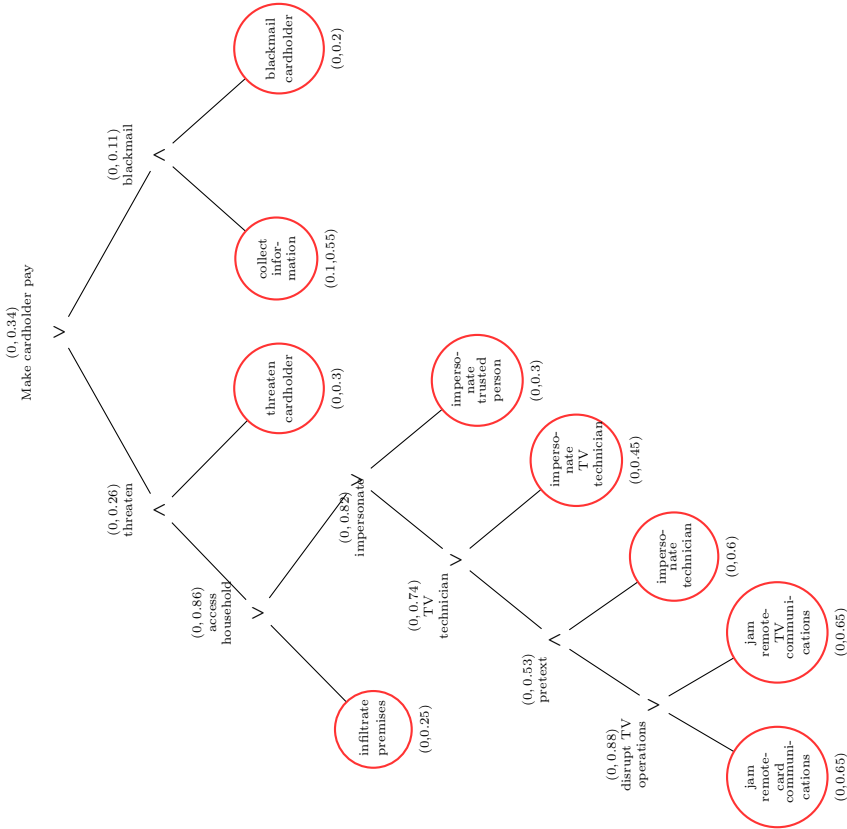 (0, 0.34)
Make cardholder pay
∨
(0, 0.26)
threaten
∧
(0, 0.11)
blackmail
∧
(0, 0.86)
access
household
∨
threaten
cardholder
(0,0.3)
collect
infor-
mation
(0.1,0.55)
blackmail
cardholder
(0,0.2)
infiltrate
premises
(0,0.25)
(0, 0.82)
impersonate
∨
(0, 0.74)
TV
technician
∨
imperso-
nate
trusted
person
(0,0.3)
(0, 0.53)
pretext
∧
imperso-
nate
TV
technician
(0,0.45)
(0, 0.88)
disrupt TV
operations
∨
imperso-
nate
technician
(0,0.6)
jam
remote-
card
communi-
cations
(0,0.65)
jam
remote-
TV
communi-
cations
(0,0.65)